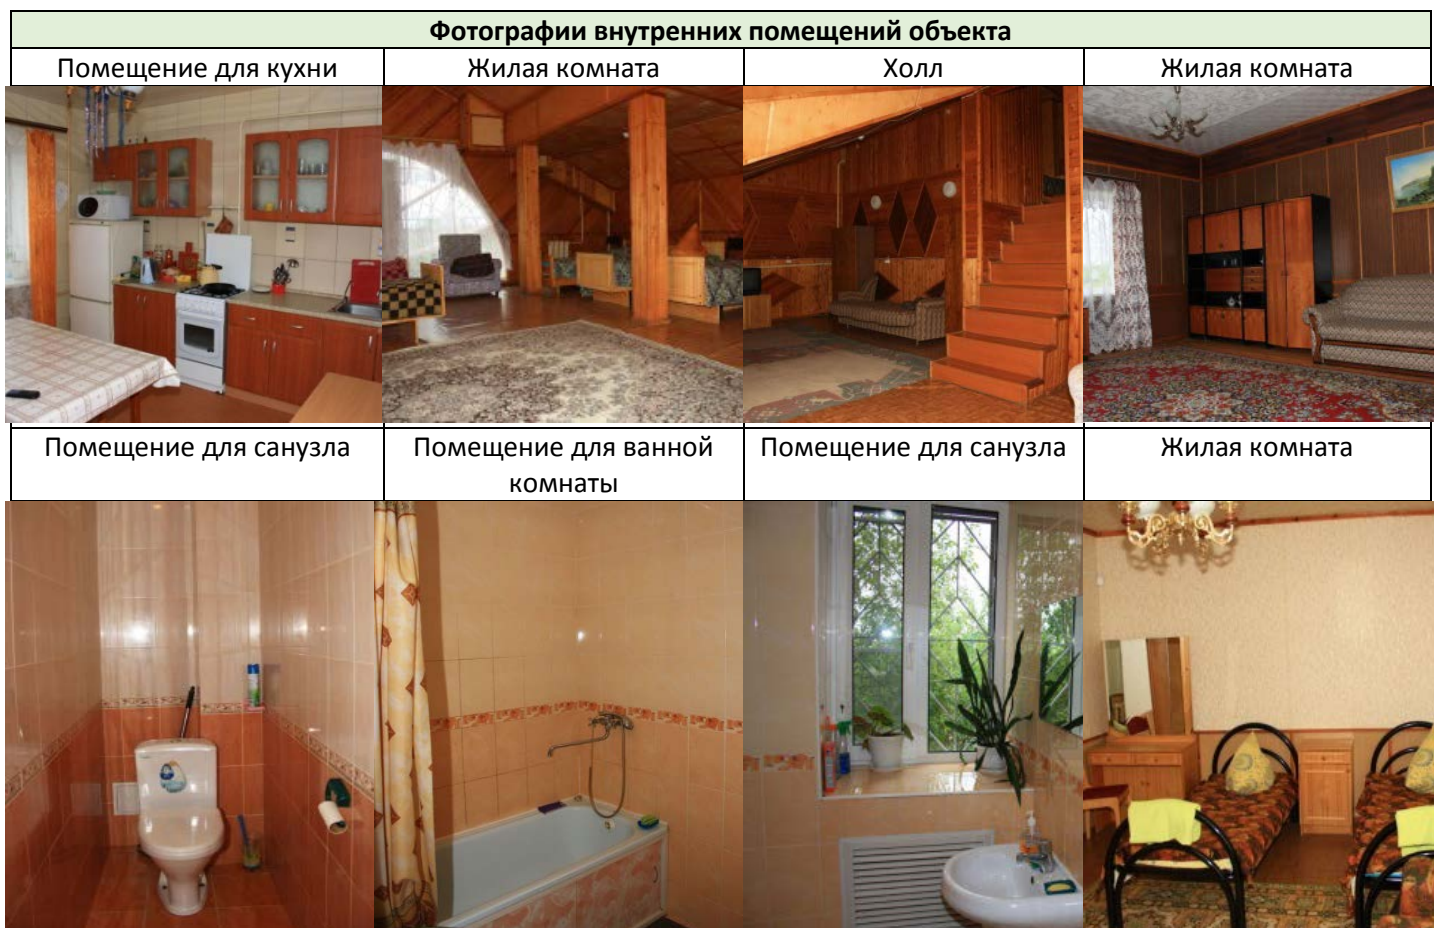 Фотографии внутренних помещений объекта
Помещение для кухни
Жилая комната
Холл
Жилая комната
Помещение для санузла
Помещение для ванной
комнаты
Помещение для санузла
Жилая комната